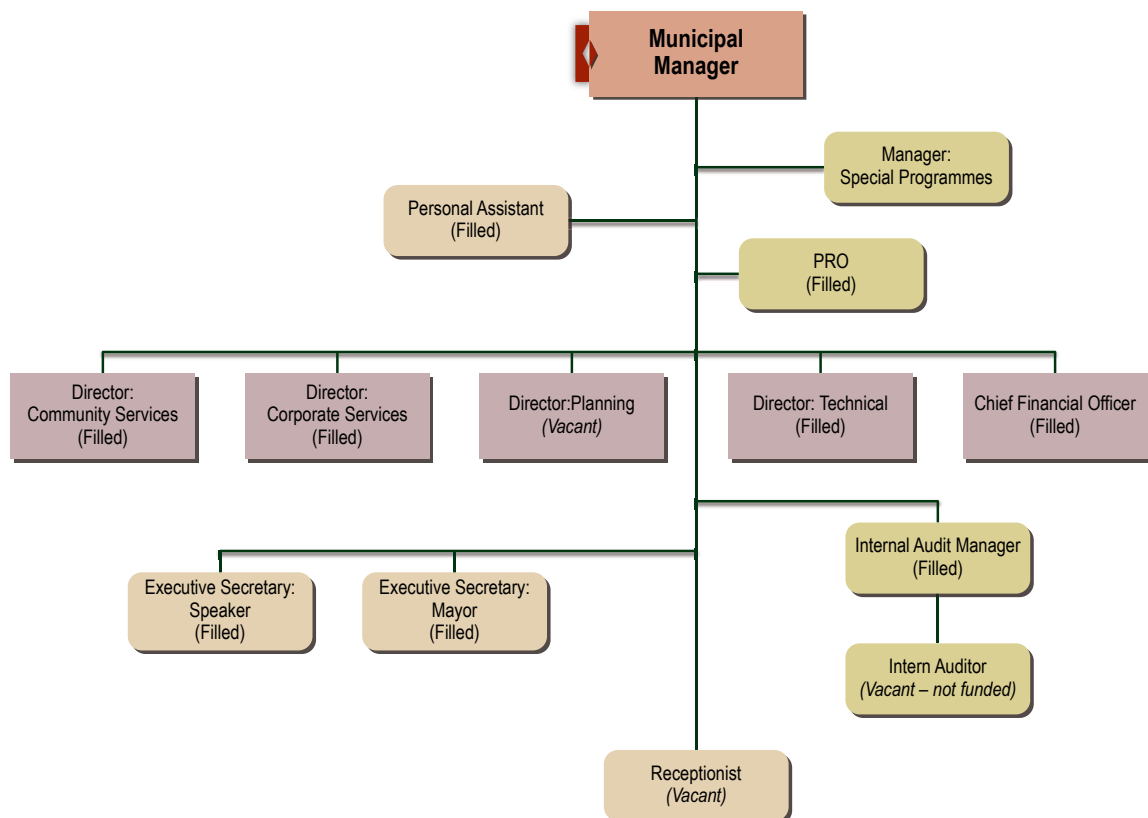 Municipal
Manager
Manager:
Special Programmes
Personal Assistant
(Filled)
PRO
(Filled)
Director:
Community Services
(Filled)
Director:
Corporate Services
(Filled)
Director:Planning
(Vacant)
Director: Technical
(Filled)
Chief Financial Officer
(Filled)
Internal Audit Manager
(Filled)
Executive Secretary:
Speaker
(Filled)
Executive Secretary:
Mayor
(Filled)
Intern Auditor
(Vacant – not funded)
Receptionist
(Vacant)